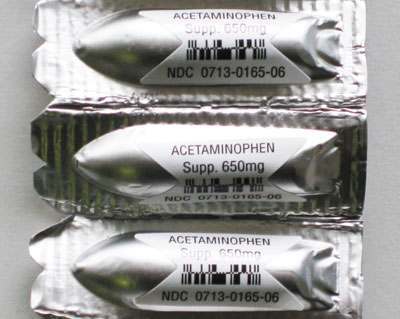 ACETAMINOPHEN
Supp. 650mg
NDC 0713-0165-06
ACETAMINOPHEN
Supp. 650mg
NDC 0713-0165-06
ACETAMINOPHEN
Supp. 650mg
NDC 0713-0165-06